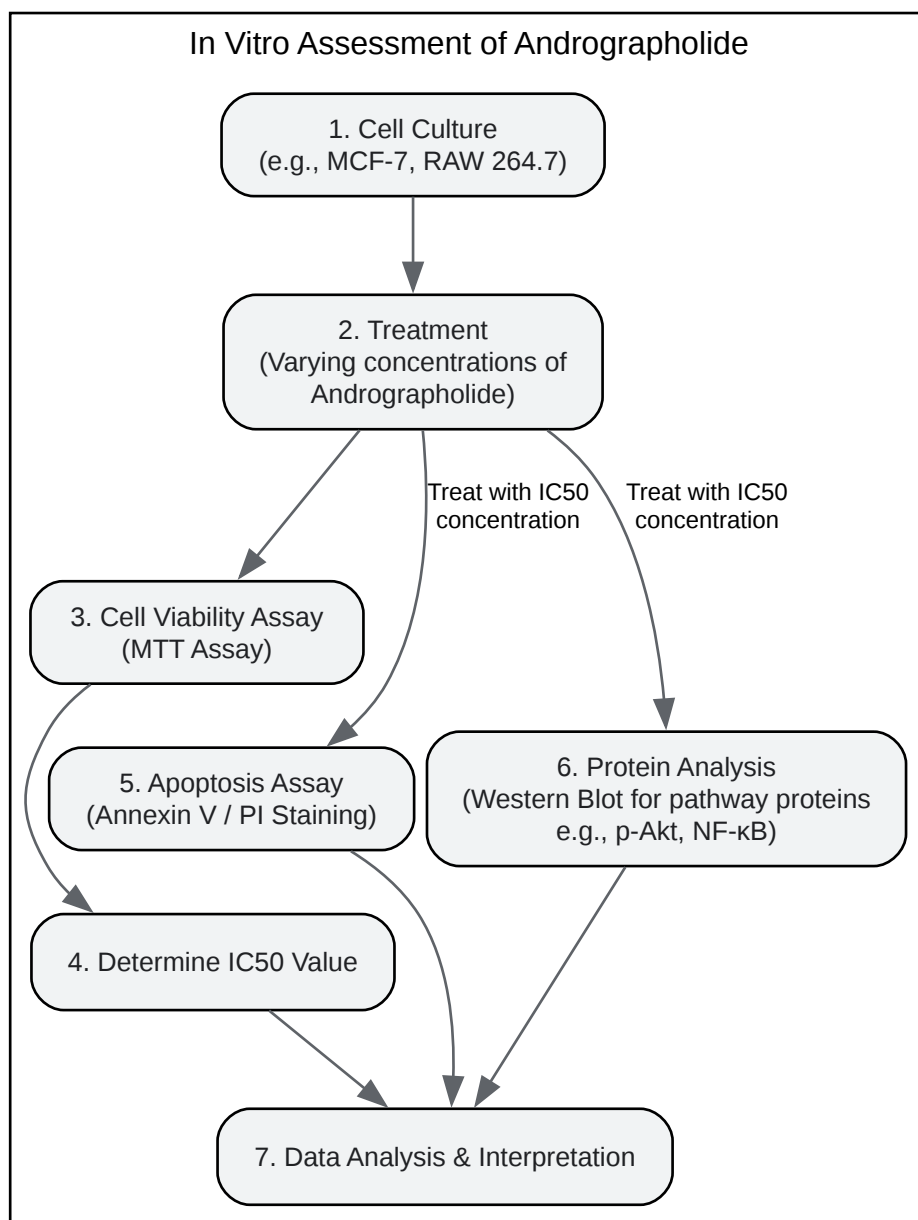 In Vitro Assessment of Andrographolide
1. Cell Culture
(e.g., MCF-7, RAW 264.7)
2. Treatment
(Varying concentrations of
Andrographolide)
Treat with IC50
concentration
Treat with IC50
concentration
3. Cell Viability Assay
(MTT Assay)
5. Apoptosis Assay
(Annexin V / PI Staining)
6. Protein Analysis
(Western Blot for pathway proteins
e.g., p-Akt, NF-κB)
4. Determine IC50 Value
7. Data Analysis & Interpretation